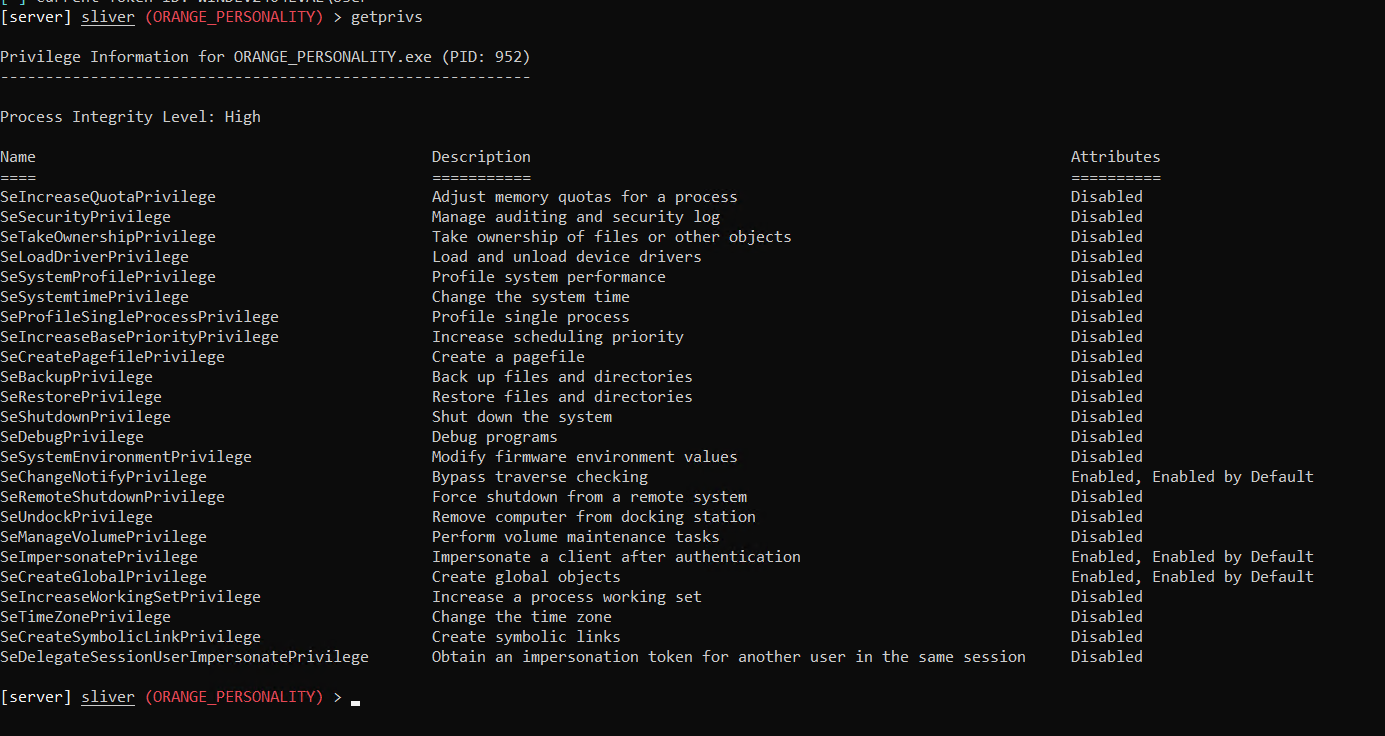 [server] sliver (ORANGE_PERSONALITY) > getprivs
Privilege Information for ORANGE_PERSONALITY.exe (PID: 952)
-----------------------------------------------------------
Process Integrity Level: High
Name Description Attributes
==== =========== ==========
SeIncreaseQuotaPrivilege Adjust memory quotas for a process Disabled
SeSecurityPrivilege Manage auditing and security log Disabled
SeTakeOwnershipPrivilege Take ownership of files or other objects Disabled
SeLoadDriverPrivilege Load and unload device drivers Disabled
SeSystemProfilePrivilege Profile system performance Disabled
SeSystemtimePrivilege Change the system time Disabled
SeProfileSingleProcessPrivilege Profile single process Disabled
SeIncreaseBasePriorityPrivilege Increase scheduling priority Disabled
SeCreatePagefilePrivilege Create a pagefile Disabled
SeBackupPrivilege Back up files and directories Disabled
SeRestorePrivilege Restore files and directories Disabled
SeShutdownPrivilege Shut down the system Disabled
SeDebugPrivilege Debug programs Disabled
SeSystemEnvironmentPrivilege Modify firmware environment values Disabled
SeChangeNotifyPrivilege Bypass traverse checking Enabled, Enabled by Default
SeRemoteShutdownPrivilege Force shutdown from a remote system Disabled
SeUndockPrivilege Remove computer from docking station Disabled
SeManageVolumePrivilege Perform volume maintenance tasks Disabled
SeImpersonatePrivilege Impersonate a client after authentication Enabled, Enabled by Default
SeCreateGlobalPrivilege Create global objects Enabled, Enabled by Default
SeIncreaseWorkingSetPrivilege Increase a process working set Disabled
SeTimeZonePrivilege Change the time zone Disabled
SeCreateSymbolicLinkPrivilege Create symbolic links Disabled
SeDelegateSessionUserImpersonatePrivilege Obtain an impersonation token for another user in the same session Disabled
[server] sliver (ORANGE_PERSONALITY) >